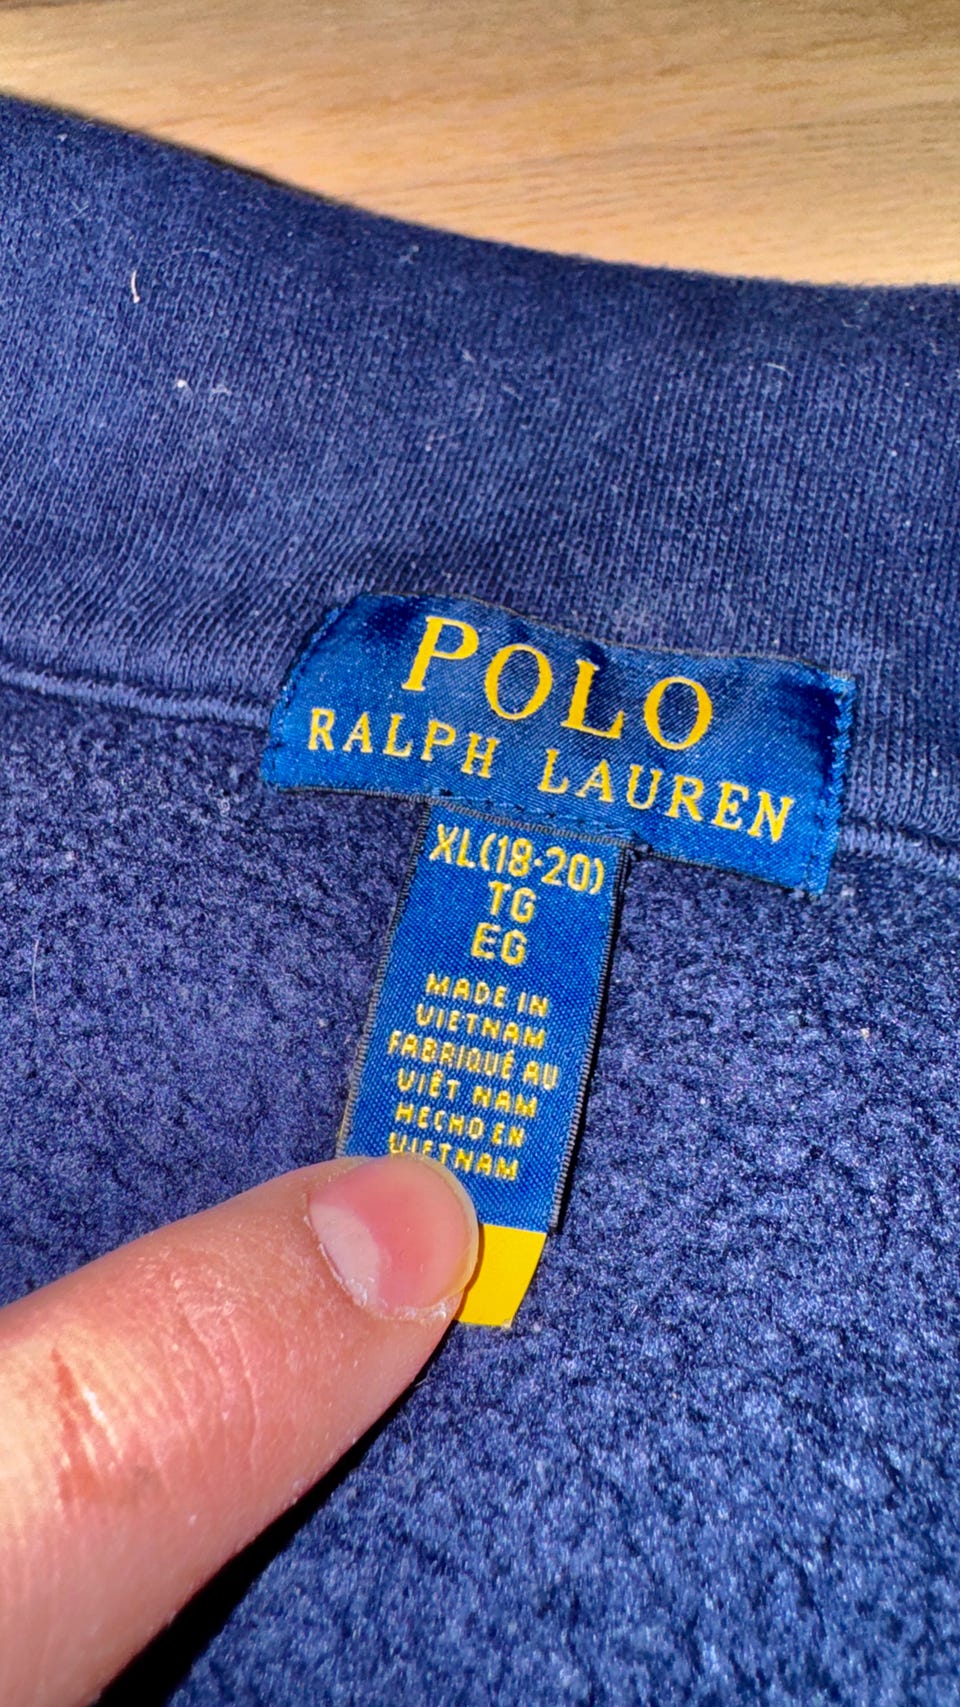 POLO
RALPH LAUREN
XL(18-20)
TG
EG
MADE IN
VIETNAM
FABRIQUÉ AU
VIÊT NAM
HECHO EN
VIETNAM